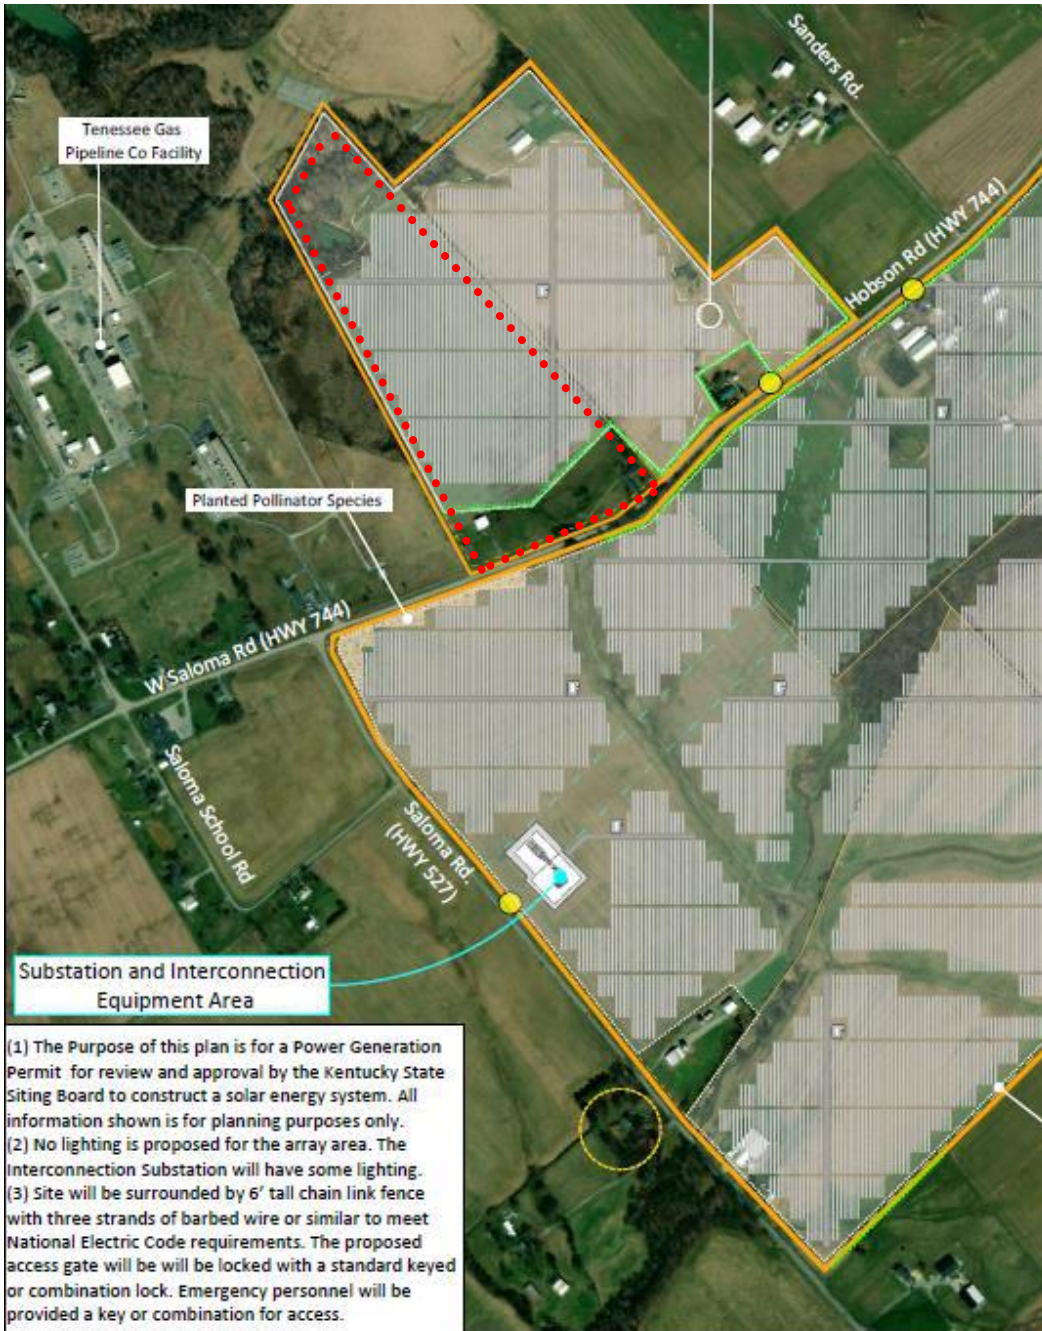 Sanders Rd.
Tenessee Gas
Pipeline Co Facility
Hobson Rd (HWY 744)
Planted Pollinator Species
W Saloma Rd (HWY 744)
Saloma School Rd
Saloma Rd.
(HWY 527)
Substation and Interconnection
Equipment Area
(1) The Purpose of this plan is for a Power Generation
Permit for review and approval by the Kentucky State
Siting Board to construct a solar energy system. All
information shown is for planning purposes only.
(2) No lighting is proposed for the array area. The
Interconnection Substation will have some lighting.
(3) Site will be surrounded by 6' tall chain link fence
with three strands of barbed wire or similar to meet
National Electric Code requirements. The proposed
access gate will be will be locked with a standard keyed
or combination lock. Emergency personnel will be
provided a key or combination for access.